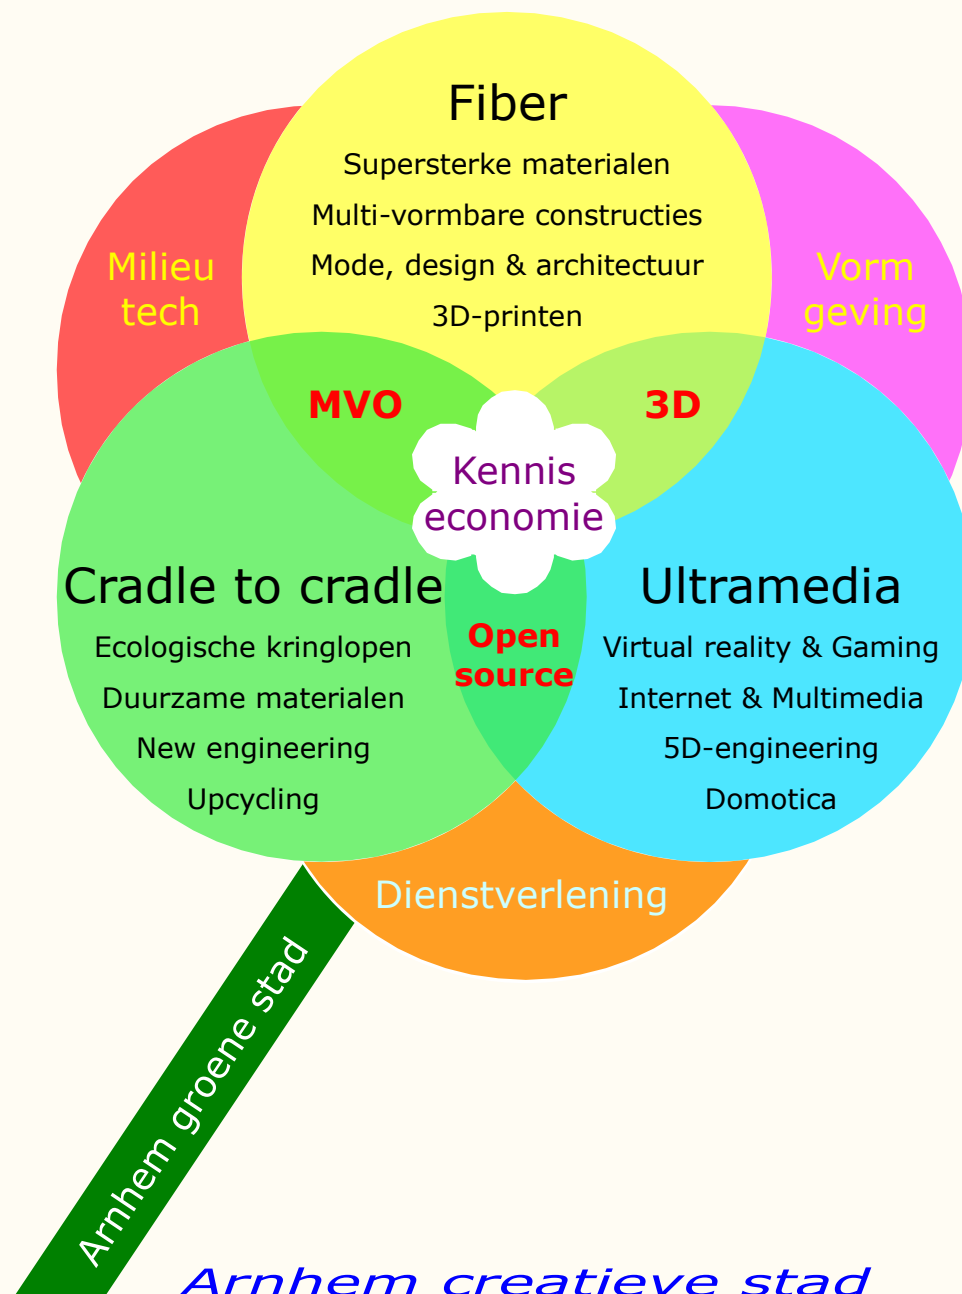 Fiber
Supersterke materialen
Multi-vormbare constructies
Mode, design & architectuur
3D-printen
Milieu
tech
Vorm
geving
MVO
3D
Kennis
economie
Cradle to cradle
Ecologische kringlopen
Duurzame materialen
New engineering
Upcycling
Open
source
Ultramedia
Virtual reality & Gaming
Internet & Multimedia
5D-engineering
Domotica
Dienstverlening
Arnhem groene stad
Arnhem creatieve stad